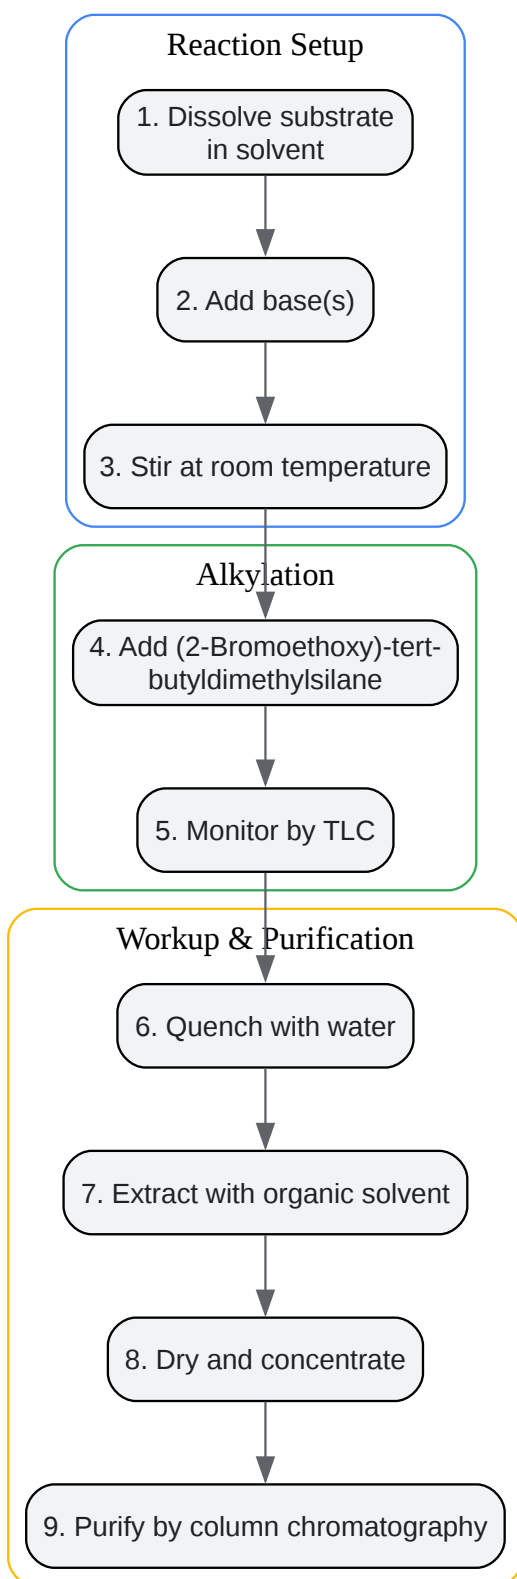 Reaction Setup
1. Dissolve substrate
in solvent
2. Add base(s)
3. Stir at room temperature
Alkylation
4. Add (2-Bromoethoxy)-tert-
butyldimethylsilane
5. Monitor by TLC
Workup & Purification
6. Quench with water
7. Extract with organic solvent
8. Dry and concentrate
9. Purify by column chromatography